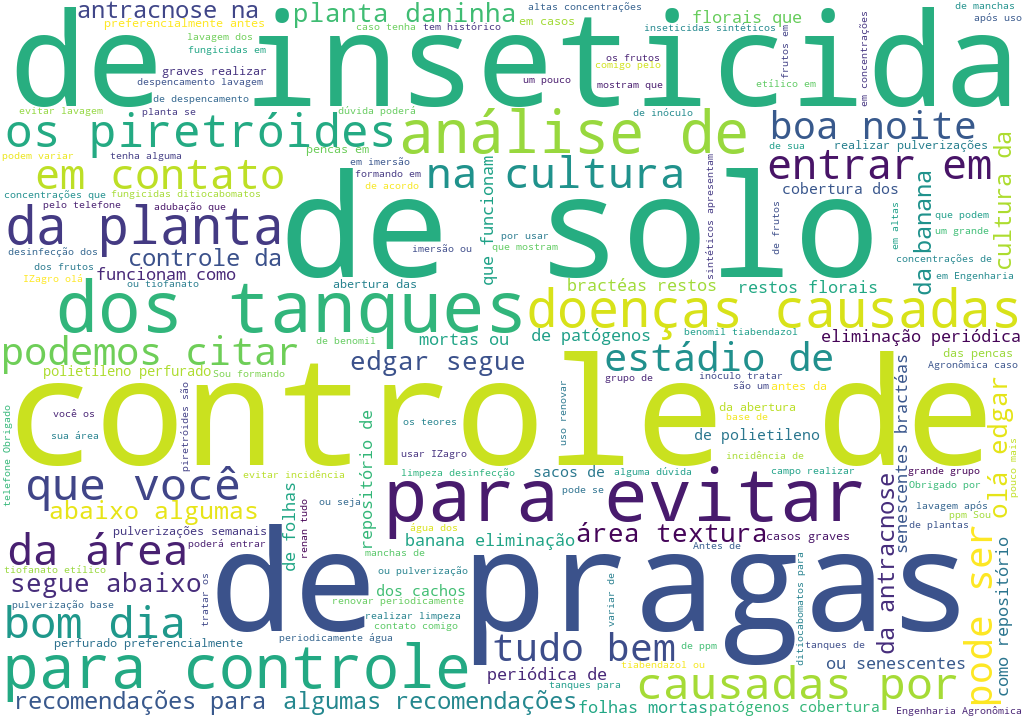 antracnose na
planta daninha
altas concentrações
florais que
de manchas
preferencialmente antes
em casos
após uso
caso tenha
tem histórico
inseticidas sintéticos
lavagem dos
fungicidas em
de inseticida
frutos em
em concentrações
graves realizar
os frutos
despencamento lavagem
comigo pelo
um pouco
mostram que
etílico em
de despencamento
evitar lavagem
planta se
dúvida poderá
de inóculo
os piretróides
análise de
boa noite
podem variar
tenha alguma
pencas em
de sua
realizar pulverizações
em contato
em imersão
formando em
na cultura
entrar em
de acordo
concentrações que
fungicidas ditiocabomatos
que funcionam
sintéticos apresentam
cobertura dos
da banana
cultura da
pelo telefone
adubação que
da planta
de solo
de frutos
em altas
que podem
um grande
por usar
desinfecção dos
controle da
imersão ou
que mostram
concentrações de
dos frutos
funcionam como
em Engenharia
IZagro olá
ou tiofanato
abertura das
bractéas restos
restos florais
dos tanques
doenças causadas
podemos citar
de benomil
mortas ou
de patógenos
benomil tiabendazol
eliminação periódica
edgar segue
estádio de
das pencas
polietileno perfurado
Sou formando
grupo de
inóculo tratar
Agronômica caso
são um
antes da
controle de
você os
piretróides são
da abertura
base de
telefone Obrigado
sua área
os teores
uso renovar
de polietileno
senescentes bractéas
olá edgar
usar IZagro
incidência de
pouco mais
que você
evitar incidência
limpeza desinfecção
sacos de
alguma dúvida
campo realizar
grande grupo
pode se
Obrigado por
de folhas
ou seja
repositório de
para evitar
abaixo algumas
renan tudo
da antracnose
lavagem após
ppm Sou
pode ser
pulverizações semanais
água dos
área textura
casos graves
de plantas
da área
poderá entrar
banana eliminação
Antes de
manchas de
tiofanato etílico
ou pulverização
segue abaixo
tratar os
de pragas
dos cachos
variar de
ditiocabomatos para
como repositório
pulverização base
renovar periodicamente
bom dia
realizar limpeza
contato comigo
periodicamente água
perfurado preferencialmente
tudo bem
de ppm
tanques de
para controle
periódica de
tiabendazol ou
ou senescentes
tanques para
causadas por
recomendações para
algumas recomendações
folhas mortas
patógenos cobertura
Engenharia Agronômica